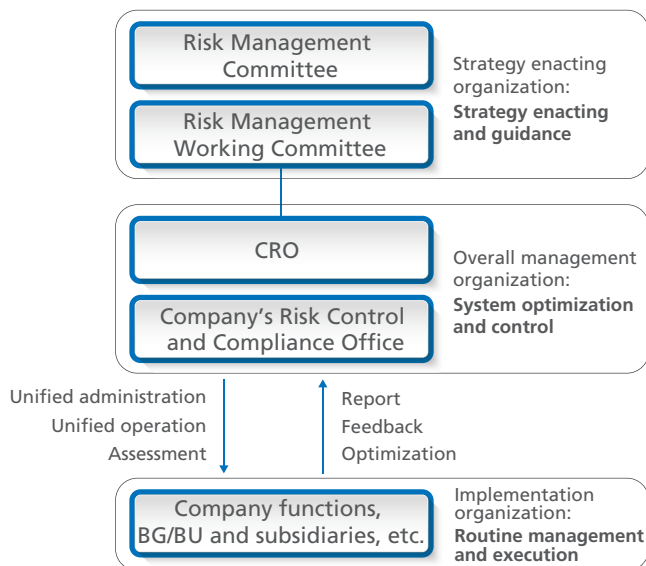 Risk Management
Committee
Risk Management
Working Committee
Strategy enacting
organization:
Strategy enacting
and guidance
CRO
Company’s Risk Control
and Compliance Office
Overall management
organization:
System optimization
and control
Unified administration
Unified operation
Assessment
Report
Feedback
Optimization
Company functions,
BG/BU and subsidiaries, etc.
Implementation
organization:
Routine management
and execution